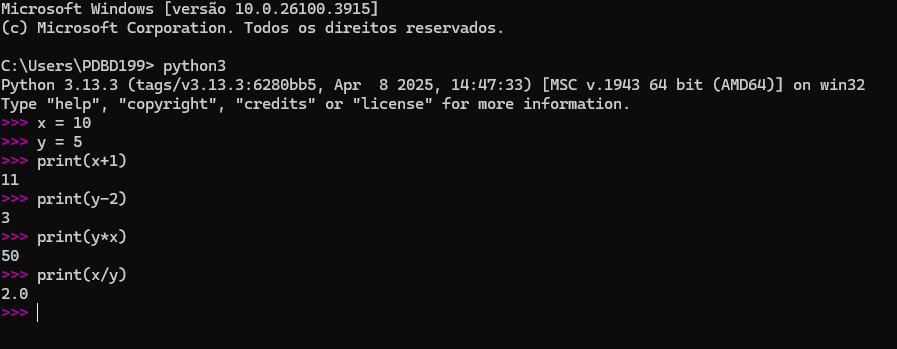 Microsoft Windows [versão 10.0.26100.3915]
(c) Microsoft Corporation. Todos os direitos reservados.
C:\Users\PDBD199> python3
Python 3.13.3 (tags/v3.13.3:6280bb5, Apr  8 2025, 14:47:33) [MSC v.1943 64 bit (AMD64)] on win32
Type "help", "copyright", "credits" or "license" for more information.
>>> x = 10
>>> y = 5
>>> print(x+1)
11
>>> print(y-2)
3
>>> print(y*x)
50
>>> print(x/y)
2.0
>>>